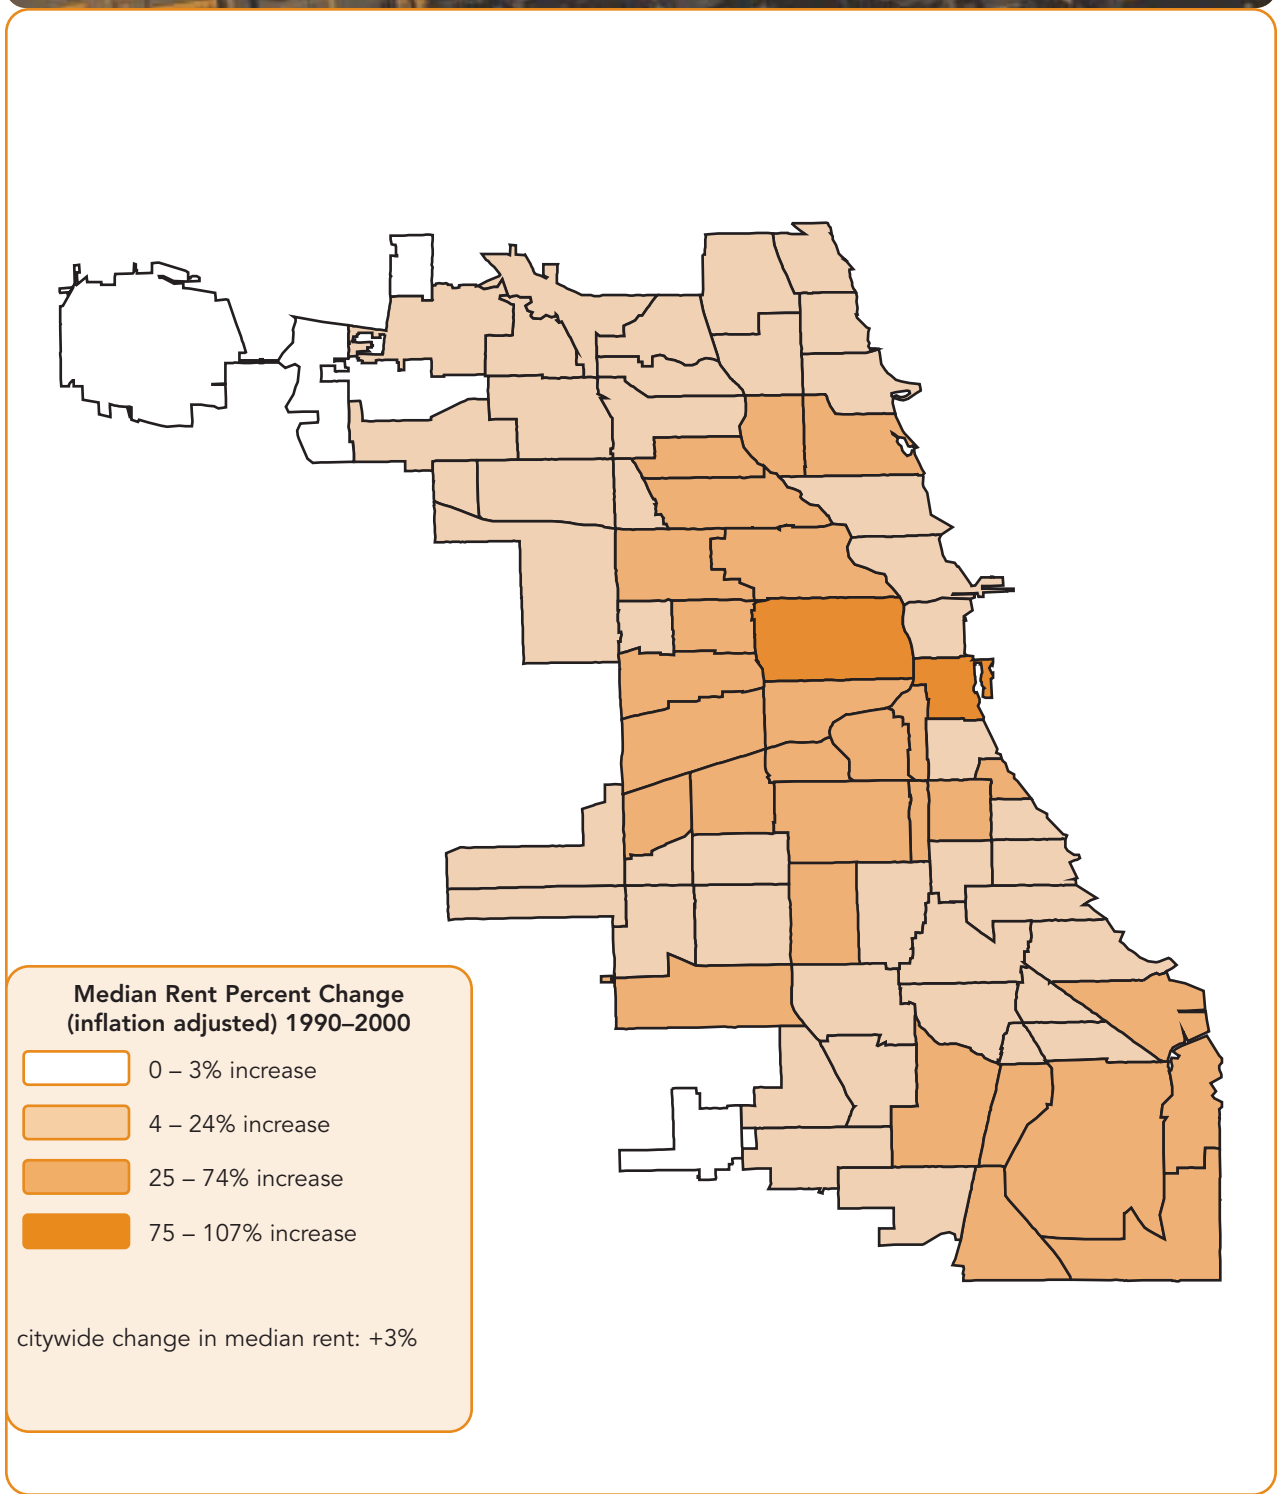 Median Rent Percent Change
(inflation adjusted) 1990–2000
0 – 3% increase
4 – 24% increase
25 – 74% increase
75 – 107% increase
citywide change in median rent: +3%